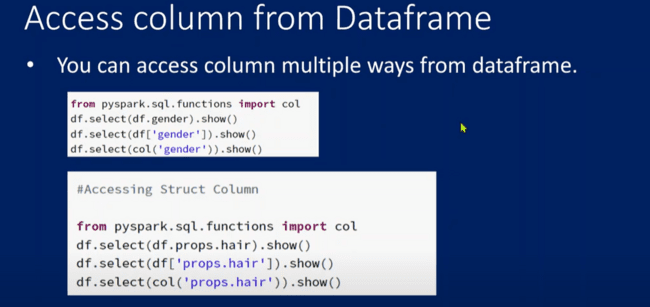 Access column from Dataframe
• You can access column multiple ways from dataframe.
from pyspark.sql.functions import col
df.select(df.gender).show()
df.select(df['gender']).show()
df.select(col('gender')).show()
#Accessing Struct Column
from pyspark.sql.functions import col
df.select(df.props.hair).show()
df.select(df['props.hair']).show()
df.select(col('props.hair')).show()